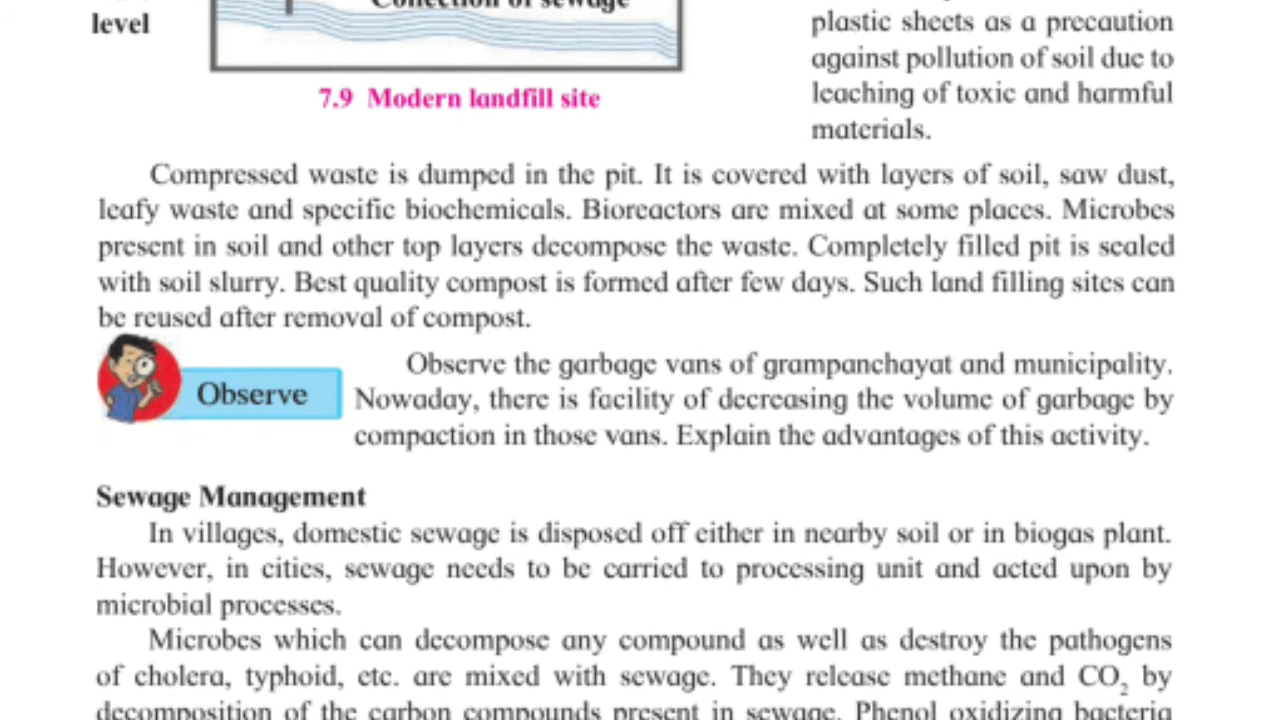 level
Collection of sewage
7.9 Modern landfill site
plastic sheets as a precaution
against pollution of soil due to
leaching of toxic and harmful
materials.
Compressed waste is dumped in the pit. It is covered with layers of soil, saw dust,
leafy waste and specific biochemicals. Bioreactors are mixed at some places. Microbes
present in soil and other top layers decompose the waste. Completely filled pit is sealed
with soil slurry. Best quality compost is formed after few days. Such land filling sites can
be reused after removal of compost.
Observe
Observe the garbage vans of grampanchayat and municipality.
Nowaday, there is facility of decreasing the volume of garbage by
compaction in those vans. Explain the advantages of this activity.
Sewage Management
In villages, domestic sewage is disposed off either in nearby soil or in biogas plant.
However, in cities, sewage needs to be carried to processing unit and acted upon by
microbial processes.
Microbes which can decompose any compound as well as destroy the pathogens
of cholera, typhoid, etc. are mixed with sewage. They release methane and CO₂ by
decomposition of the carbon compounds present in sewage. Phenol oxidizing bacteria